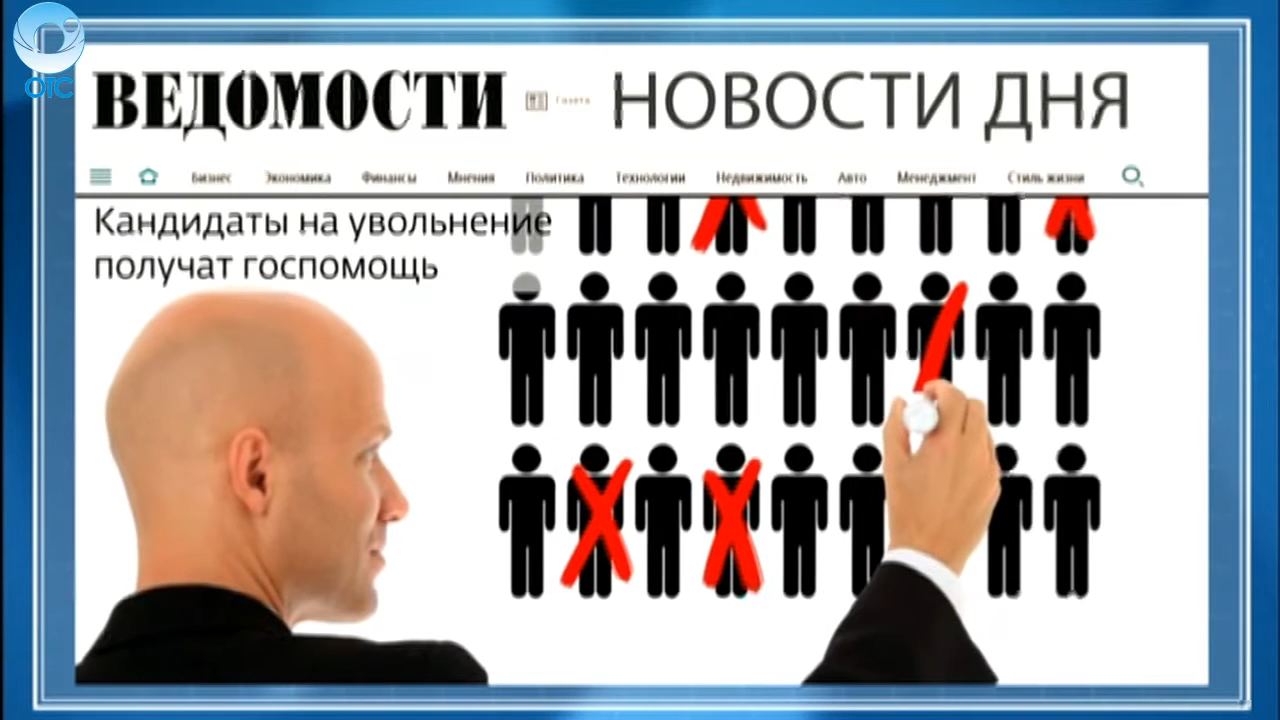 ОТС
ВЕДОМОСТИ Газета НОВОСТИ ДНЯ
Бизнес Экономика Финансы Мнения Политика Технологии Недвижимость Авто Менеджмент Стиль жизни
Кандидаты на увольнение
получат госпомощь